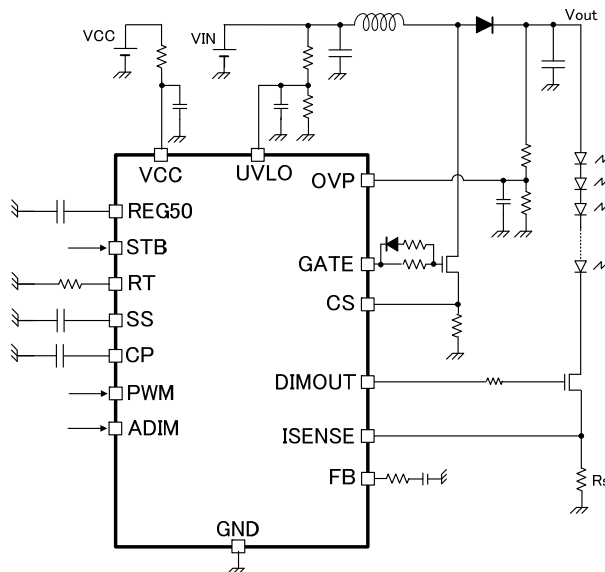 Vout
VCC
VIN
VCC
UVLO
OVP
REG50
STB
GATE
RT
CS
SS
CP
DIMOUT
PWM
ADIM
ISENSE
FB
Rs
GND